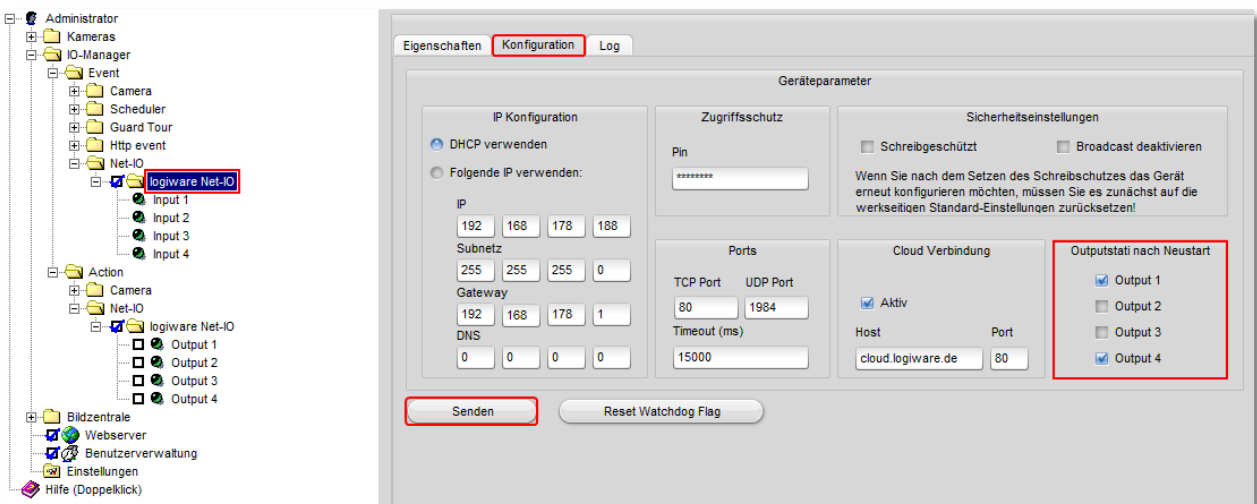 Administrator
Kameras
IO-Manager
Event
Camera
Scheduler
Guard Tour
Http event
Net-IO
logiware Net-IO
Input 1
Input 2
Input 3
Input 4
Action
Camera
Net-IO
logiware Net-IO
Output 1
Output 2
Output 3
Output 4
Bildzentrale
Webserver
Benutzerverwaltung
Einstellungen
Hilfe (Doppelklick)
Eigenschaften Konfiguration Log
Geräteparameter
IP Konfiguration
DHCP verwenden
Folgende IP verwenden:
IP
192 168 178 188
Subnetz
255 255 255 0
Gateway
192 168 178 1
DNS
0 0 0 0
Zugriffsschutz
Pin
********
Sicherheitseinstellungen
Schreibgeschützt Broadcast deaktivieren
Wenn Sie nach dem Setzen des Schreibschutzes das Gerät
erneut konfigurieren möchten, müssen Sie es zunächst auf die
werkseitigen Standard-Einstellungen zurücksetzen!
Ports
TCP Port UDP Port
80 1984
Timeout (ms)
15000
Cloud Verbindung
Aktiv
Host Port
cloud.logiware.de 80
Outputstati nach Neustart
Output 1
Output 2
Output 3
Output 4
Senden Reset Watchdog Flag